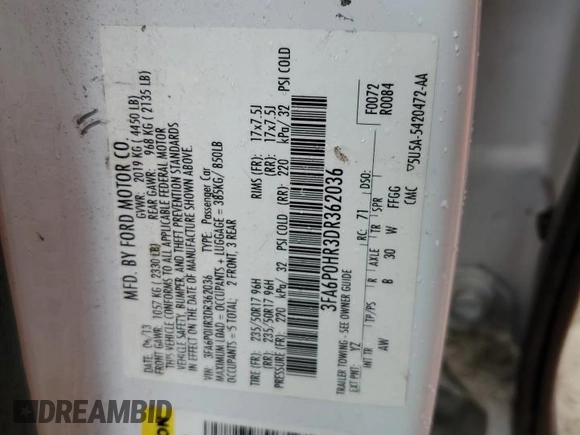 MFD. BY FORD MOTOR CO.
DATE: 04/13 GVWR: 2019 KG ( 4450 LB)
FRONT GAWR: 1057 KG ( 2330 LB) REAR GAWR: 968 KG ( 2135 LB)
THIS VEHICLE CONFORMS TO ALL APPLICABLE FEDERAL MOTOR
VEHICLE SAFETY, BUMPER, AND THEFT PREVENTION STANDARDS
IN EFFECT ON THE DATE OF MANUFACTURE SHOWN ABOVE.
VIN: 3FA6P0HR3DR362036 TYPE: Passenger Car
MAXIMUM LOAD = OCCUPANTS + LUGGAGE = 385KG/ 850LB
OCCUPANTS = 5 TOTAL: 2 FRONT, 3 REAR
TIRE (FR): 235/50R17 96H RIMS (FR): 17x7.5J
(RR): 235/50R17 96H (RR): 17x7.5J
PRESSURE (FR): 220 kPa/ 32 PSI COLD (RR): 220 kPa/ 32 PSI COLD
3FA6P0HR3DR362036
TRAILER TOWING - SEE OWNER GUIDE
F0072
R0084
EXT PNT: YZ RC: 71 DSO:
INT TR TP/PS R AXLE TR SPR
AW B 30 W FFGG
CMC 5U5A-5420472-AA
DREAMBID